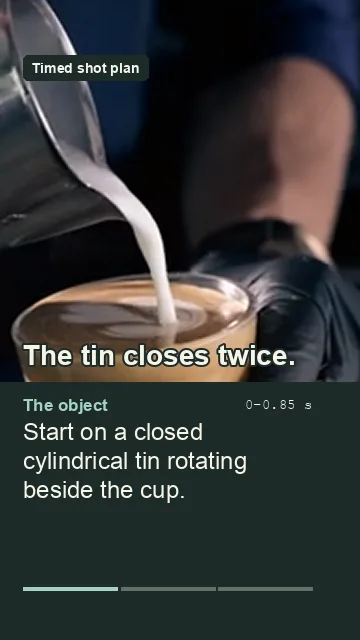 Timed shot plan
The tin closes twice.
The object 0–0.85 s
Start on a closed
cylindrical tin rotating
beside the cup.